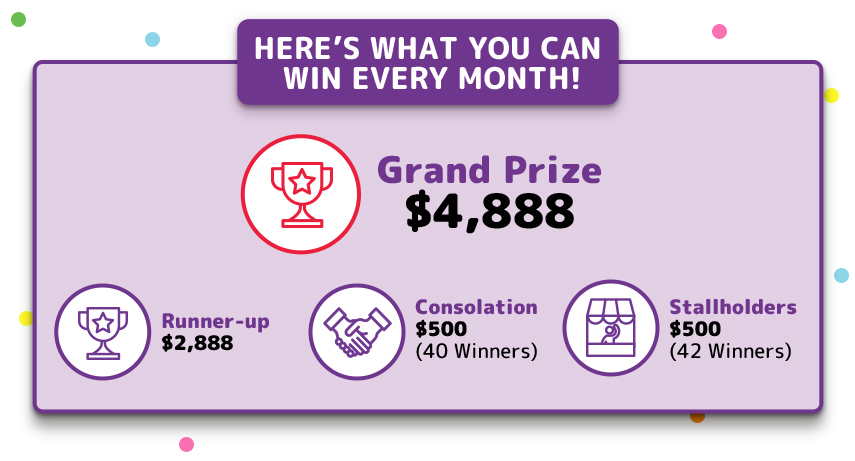 HERE'S WHAT YOU CAN
WIN EVERY MONTH!
Grand Prize
$4,888
Runner-up
$2,888
Consolation
$500
(40 Winners)
Stallholders
$500
(42 Winners)